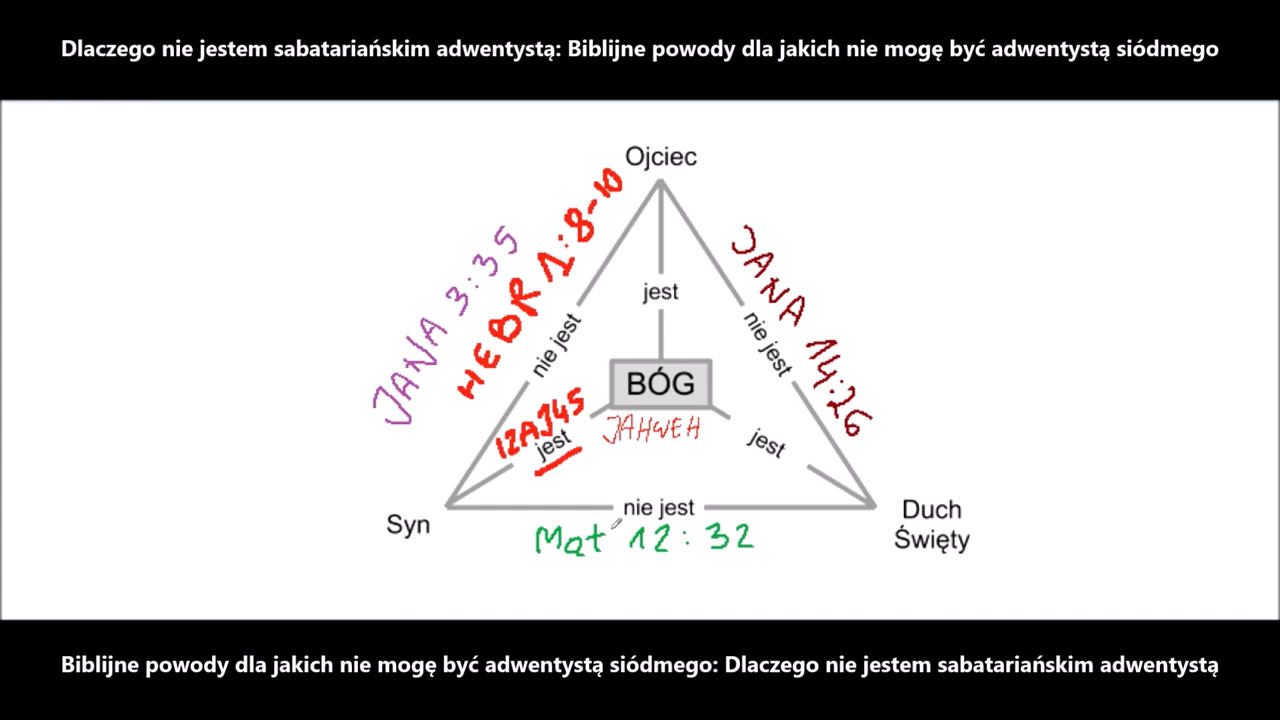 Dlaczego nie jestem sabatariańskim adwentystą: Biblijne powody dla jakich nie mogę być adwentystą siódmego
Ojciec
JANA 3:35
HEBR 1:8-10
JANA 14:26
jest
nie jest
nie jest
BÓG
IZAJ45
jest
JAHWEH
jest
Syn
nie jest
Duch
Święty
Mat 12:32
Biblijne powody dla jakich nie mogę być adwentystą siódmego: Dlaczego nie jestem sabatariańskim adwentystą